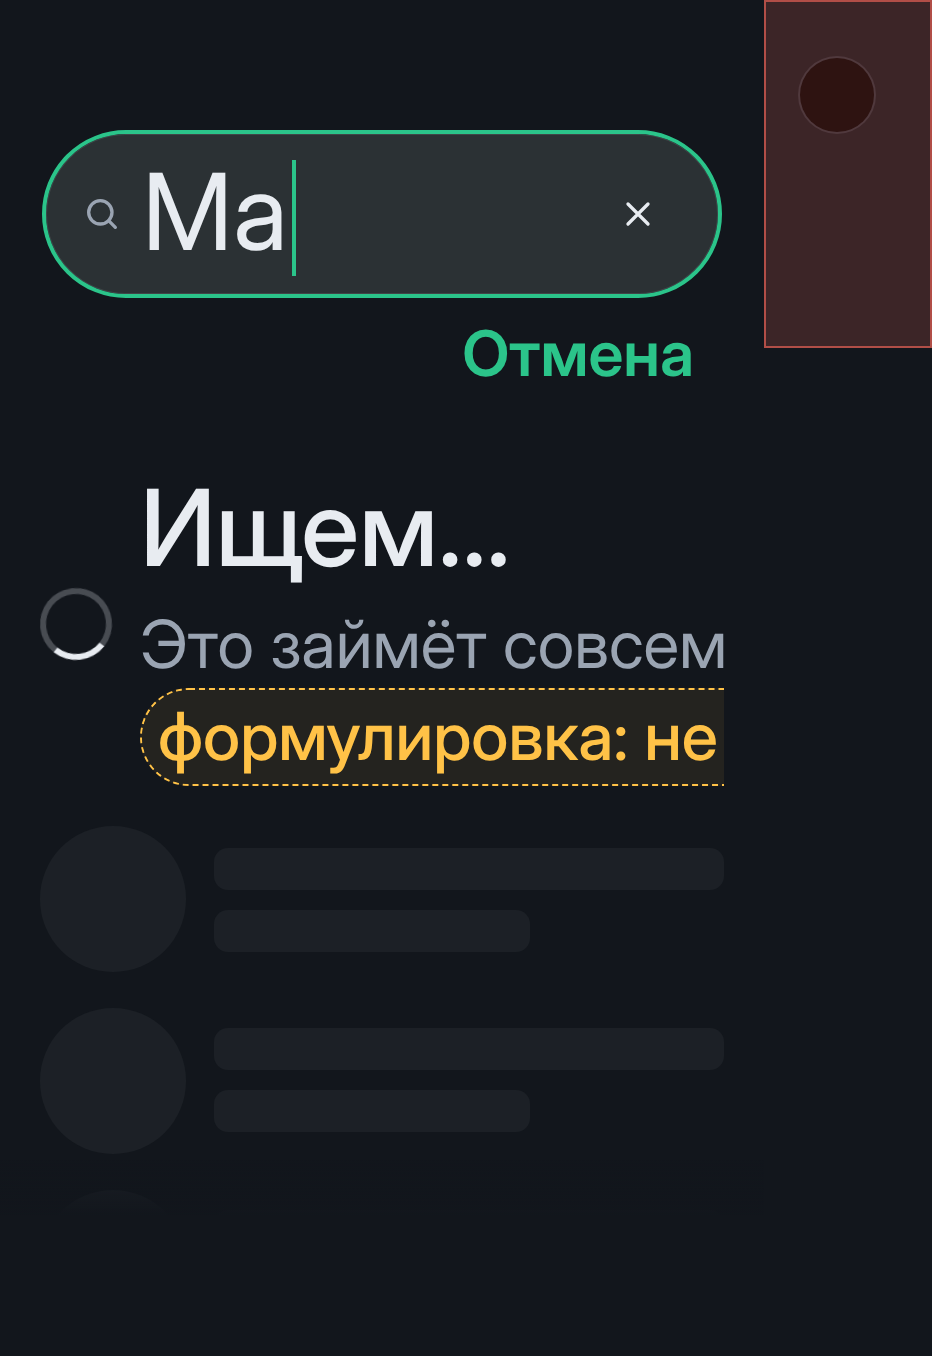 Ма
Отмена
Ищем...
Это займёт совсем
формулировка: не